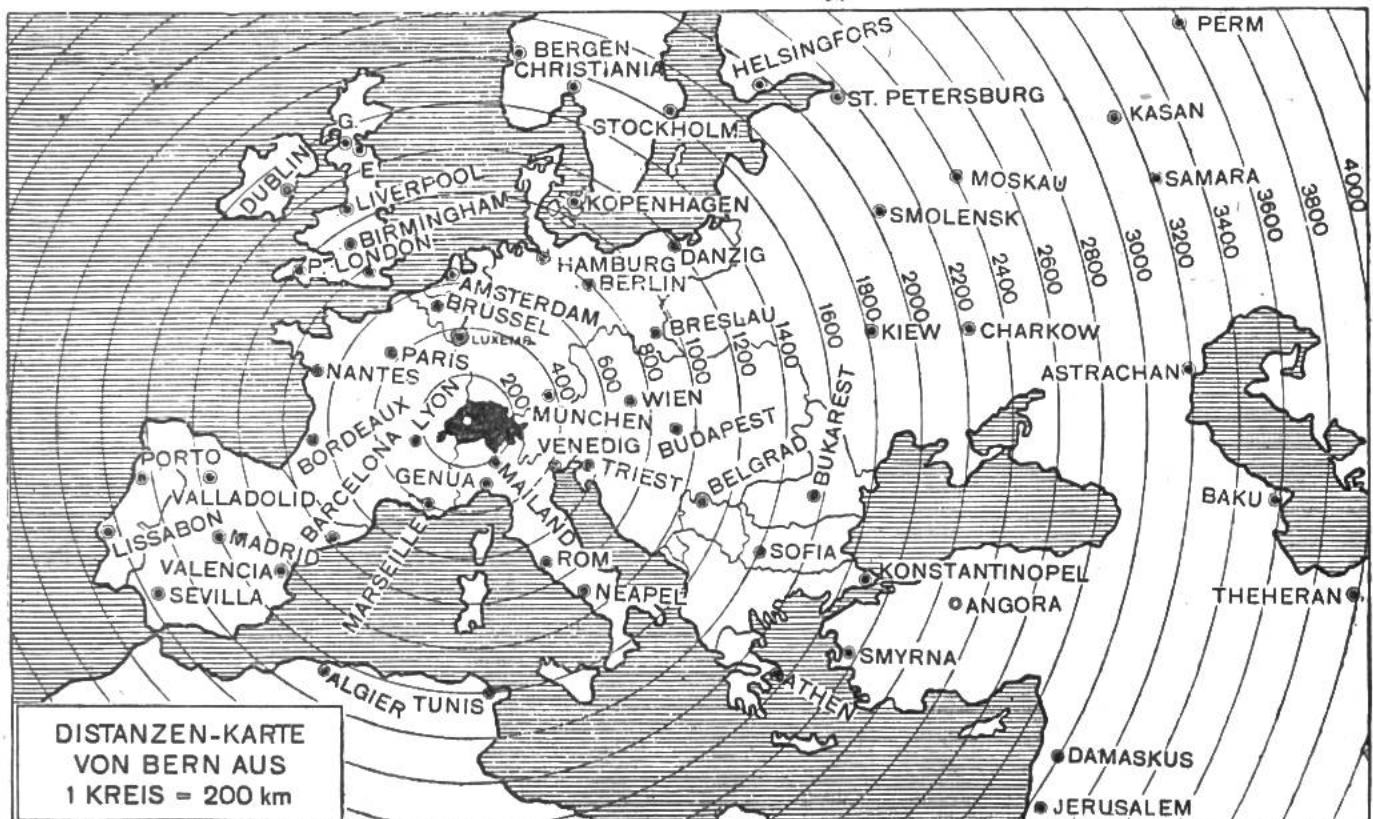 PERM
BERGEN
CHRISTIANIA
HELSINGFORS
ST. PETERSBURG
KASAN
STOCKHOLM
G.
E.
DUBLIN
LIVERPOOL
BIRMINGHAM
P.
LONDON
KOPENHAGEN
MOSKAU
SAMARA
SMOLENSK
HAMBURG
DANZIG
BERLIN
AMSTERDAM
BRÜSSEL
BRESLAU
LUXEMB.
PARIS
NANTES
KIEW
CHARKOW
ASTRACHAN
200
400
600
800
1000
1200
1400
1600
1800
2000
2200
2400
2600
2800
3000
3200
3400
3600
3800
4000
MÜNCHEN
WIEN
BUDAPEST
BORDEAUX
LYON
VENEDIG
TRIEST
BELGRAD
BUKAREST
PORTO
VALLADOLID
BARCELONA
GENUA
MAILAND
BAKU
LISSABON
MADRID
VALENCIA
SEVILLA
MARSEILLE
ROM
NEAPEL
SOFIA
KONSTANTINOPEL
ANGORA
THEHERAN
SMYRNA
ATHEN
ALGIER
TUNIS
DAMASKUS
JERUSALEM
DISTANZEN-KARTE
VON BERN AUS
1 KREIS = 200 km